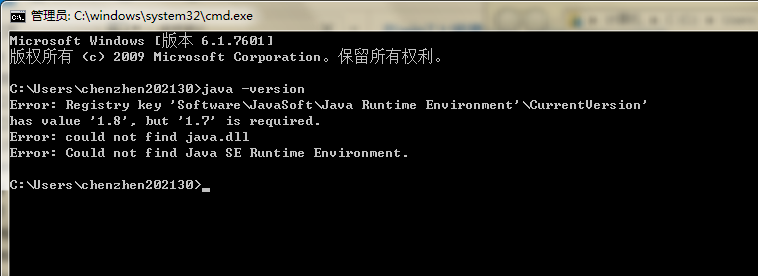 管理员: C:\windows\system32\cmd.exe
Microsoft Windows [版本 6.1.7601]
版权所有 (c) 2009 Microsoft Corporation。保留所有权利。
C:\Users\chenzhen202130>java -version
Error: Registry key 'Software\JavaSoft\Java Runtime Environment'\CurrentVersion'
has value '1.8', but '1.7' is required.
Error: could not find java.dll
Error: Could not find Java SE Runtime Environment.
C:\Users\chenzhen202130>